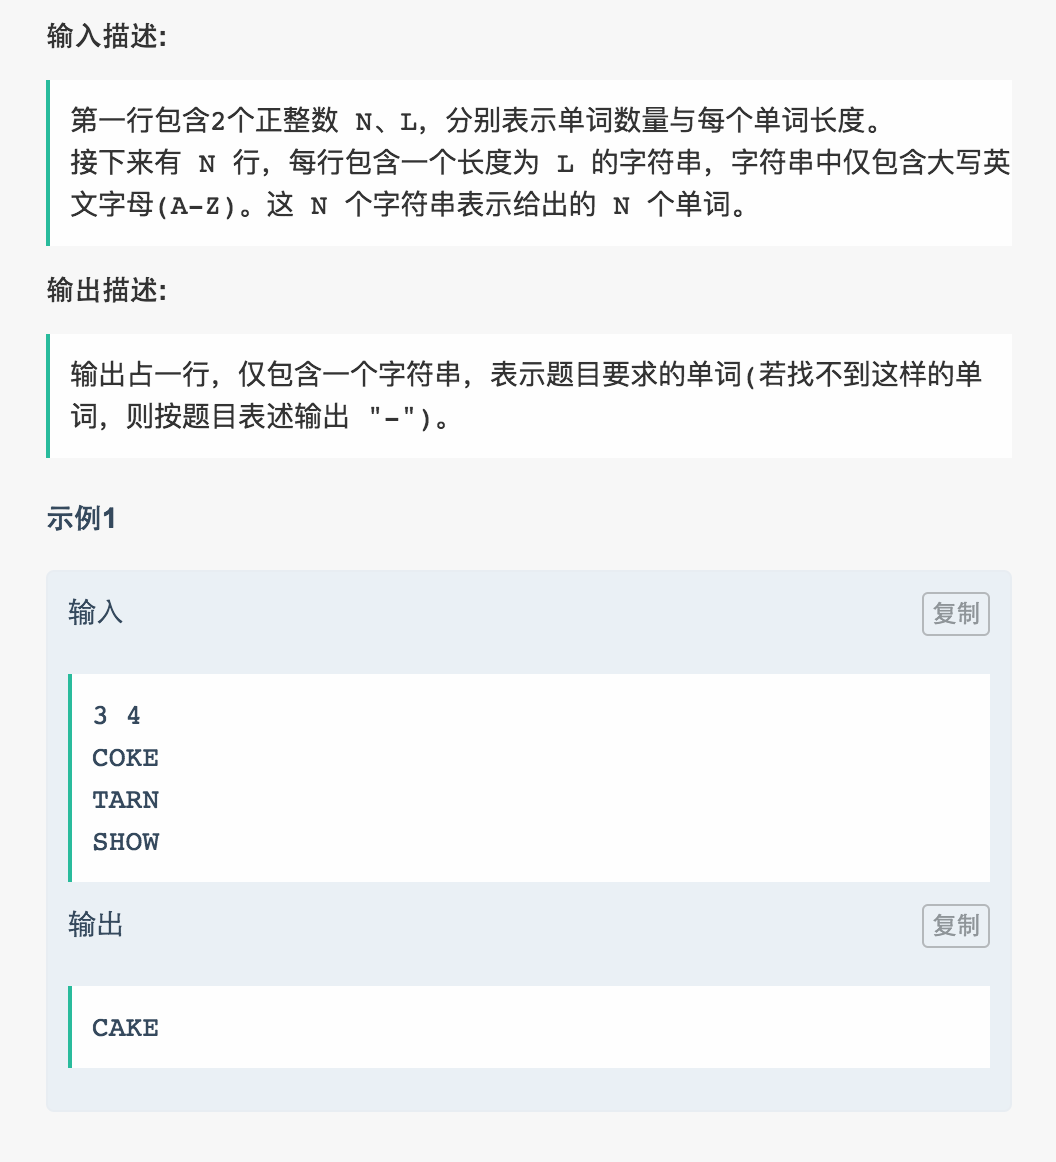 输入描述:
第一行包含2个正整数 N、L，分别表示单词数量与每个单词长度。
接下来有 N 行，每行包含一个长度为 L 的字符串，字符串中仅包含大写英
文字母(A-Z)。这 N 个字符串表示给出的 N 个单词。
输出描述:
输出占一行，仅包含一个字符串，表示题目要求的单词(若找不到这样的单
词，则按题目表述输出 "-")。
示例1
输入
复制
3 4
COKE
TARN
SHOW
输出
复制
CAKE